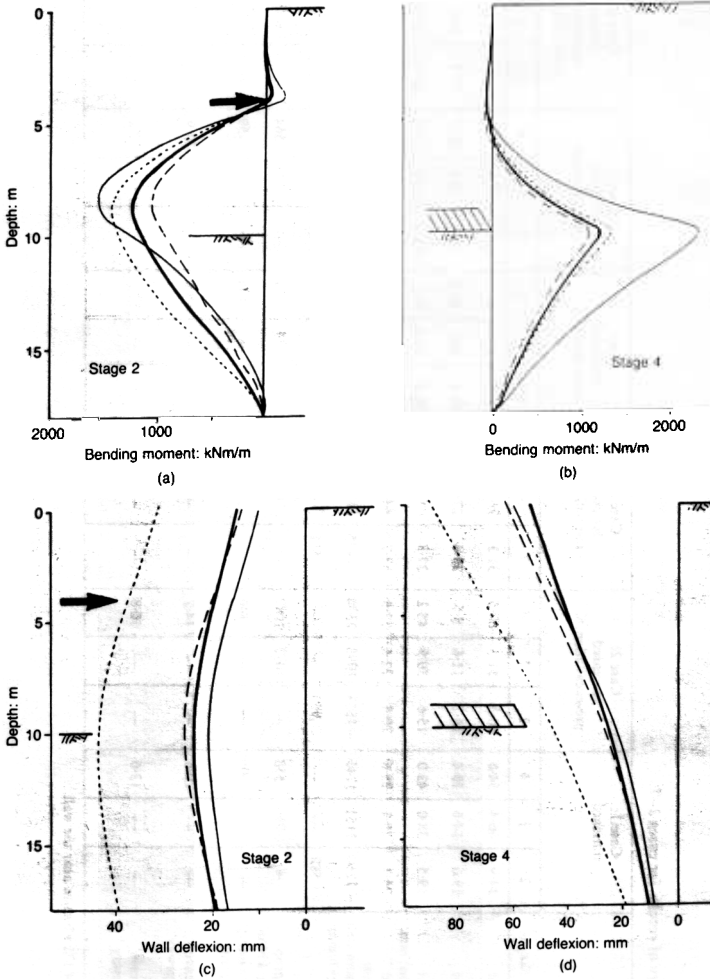 0
5
10
15
Depth: m
Stage 2
2000
1000
Bending moment: kNm/m
(a)
Stage 4
0
1000
2000
Bending moment: kNm/m
(b)
0
5
10
15
Depth: m
Stage 2
40
20
0
Wall deflexion: mm
(c)
Stage 4
80
60
40
20
0
Wall deflexion: mm
(d)